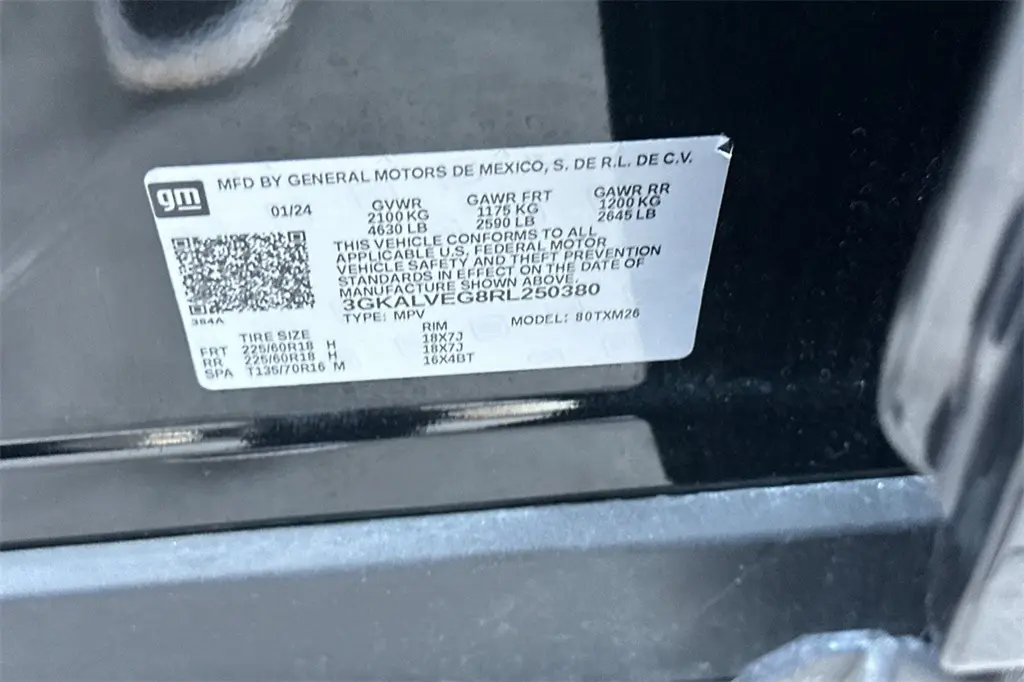 gm
MFD BY GENERAL MOTORS DE MEXICO, S. DE R.L. DE C.V.
01/24
GVWR
2100 KG
4630 LB
GAWR FRT
1175 KG
2590 LB
GAWR RR
1200 KG
2645 LB
THIS VEHICLE CONFORMS TO ALL
APPLICABLE U.S. FEDERAL MOTOR
VEHICLE SAFETY AND THEFT PREVENTION
STANDARDS IN EFFECT ON THE DATE OF
MANUFACTURE SHOWN ABOVE.
3GKALVEG8RL250380
TYPE: MPV
MODEL: 80TXM26
384A
TIRE SIZE RIM
FRT 225/60R18 H 18X7J
RR 225/60R18 H 18X7J
SPA T135/70R16 M 16X4BT